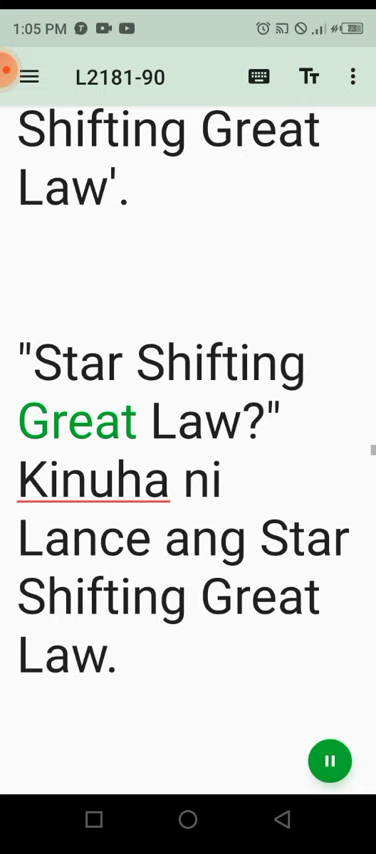 1:05 PM
L2181-90
Shifting Great
Law'.
"Star Shifting
Great Law?"
Kinuha ni
Lance ang Star
Shifting Great
Law.